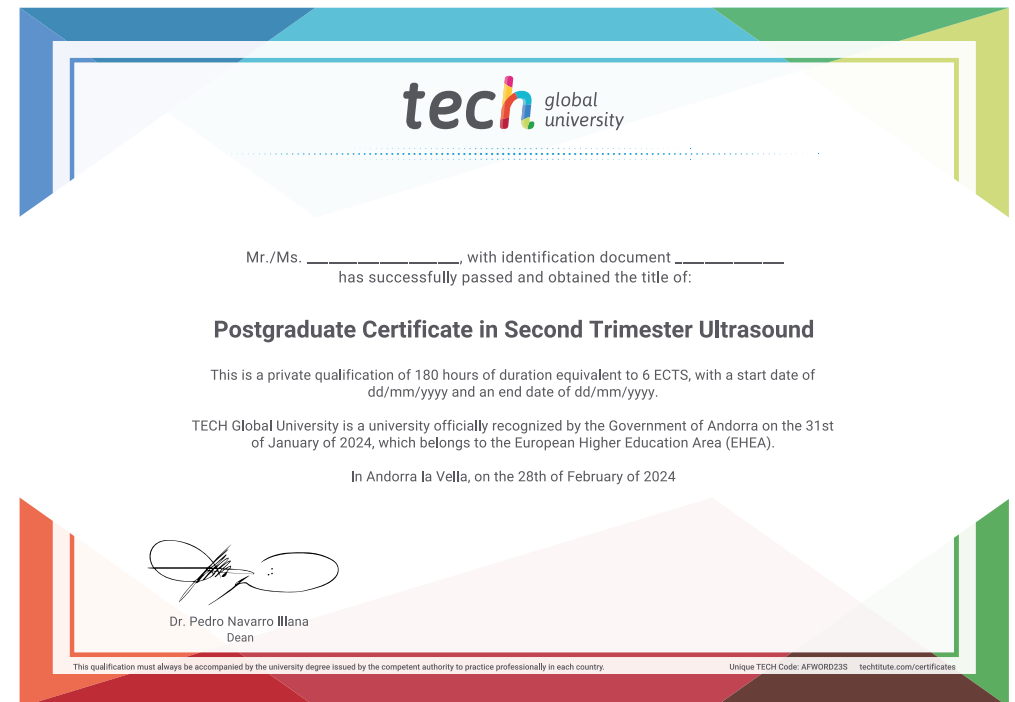 tech global university
Mr./Ms. ____________________, with identification document ______________
has successfully passed and obtained the title of:
Postgraduate Certificate in Second Trimester Ultrasound
This is a private qualification of 180 hours of duration equivalent to 6 ECTS, with a start date of
dd/mm/yyyy and an end date of dd/mm/yyyy.
TECH Global University is a university officially recognized by the Government of Andorra on the 31st
of January of 2024, which belongs to the European Higher Education Area (EHEA).
In Andorra la Vella, on the 28th of February of 2024
Dr. Pedro Navarro Illana
Dean
This qualification must always be accompanied by the university degree issued by the competent authority to practice professionally in each country.
Unique TECH Code: AFWORD23S techtitute.com/certificates